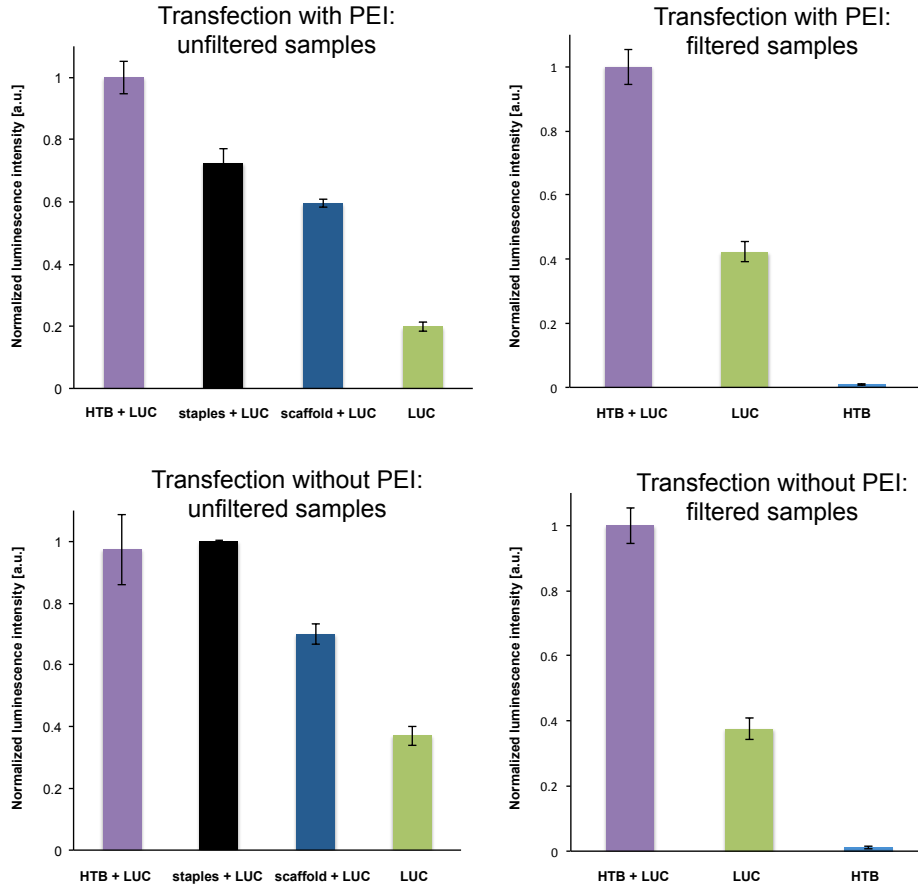 Transfection with PEI:
unfiltered samples
Normalized luminescence intensity [a.u.]
1
0.8
0.6
0.4
0.2
0
HTB + LUC staples + LUC scaffold + LUC LUC
Transfection with PEI:
filtered samples
Normalized luminescence intensity [a.u.]
1
0.8
0.6
0.4
0.2
0
HTB + LUC LUC HTB
Transfection without PEI:
unfiltered samples
Normalized luminescence intensity [a.u.]
1
0.8
0.6
0.4
0.2
0
HTB + LUC staples + LUC scaffold + LUC LUC
Transfection without PEI:
filtered samples
Normalized luminescence intensity [a.u.]
1
0.8
0.6
0.4
0.2
0
HTB + LUC LUC HTB